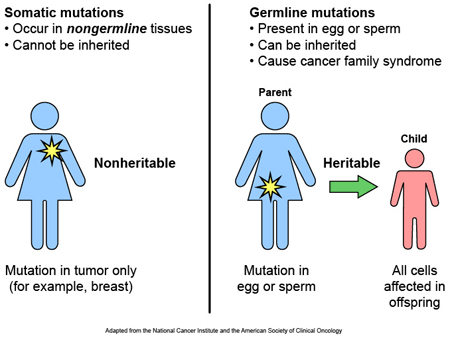 Somatic mutations
• Occur in nongermline tissues
• Cannot be inherited
Nonheritable
Mutation in tumor only
(for example, breast)
Germline mutations
• Present in egg or sperm
• Can be inherited
• Cause cancer family syndrome
Parent
Child
Heritable
Mutation in
egg or sperm
All cells
affected in
offspring
Adapted from the National Cancer Institute and the American Society of Clinical Oncology